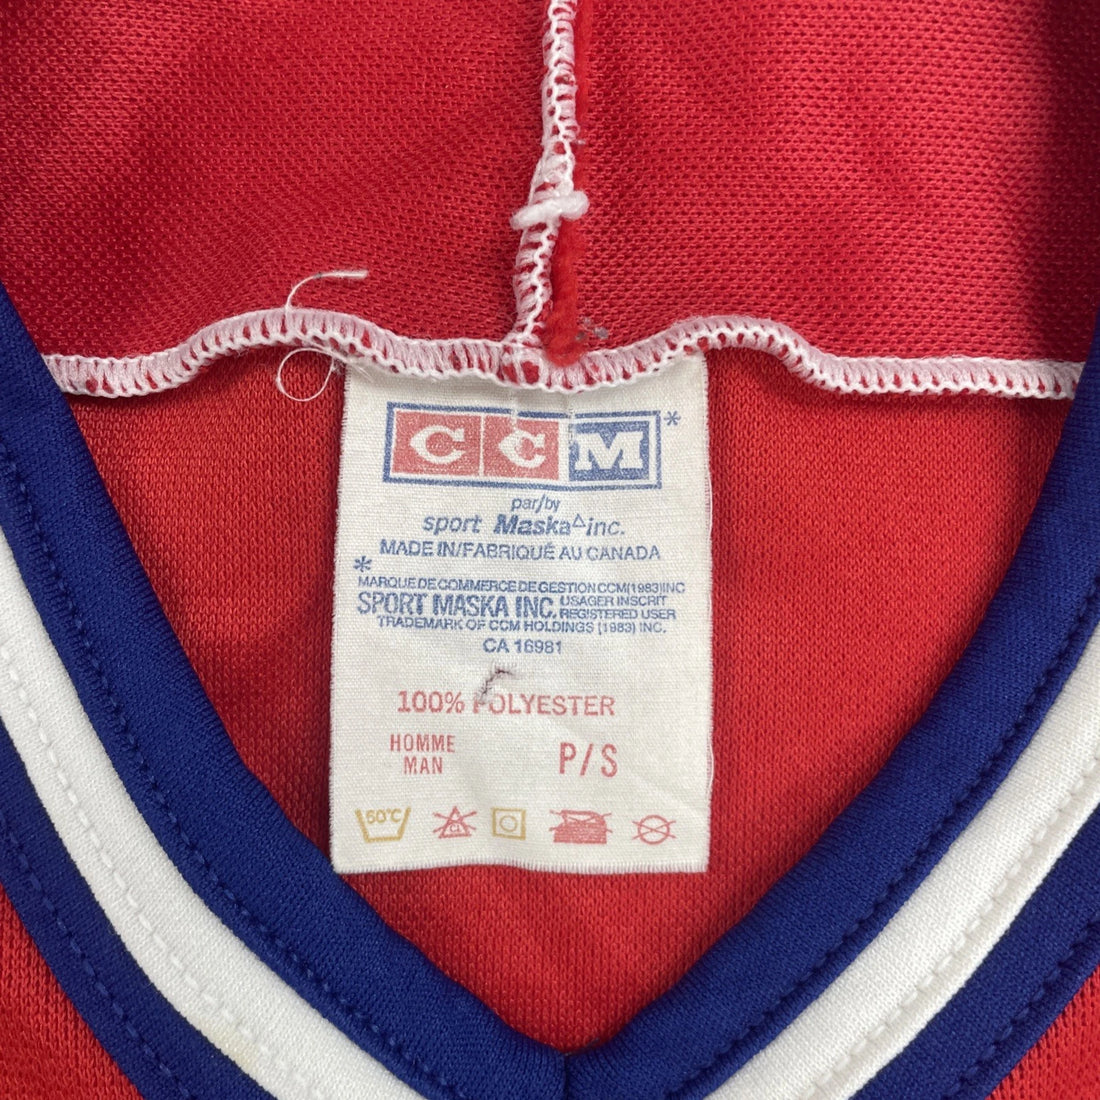 CCM*
par/by
sport Maska△inc.
MADE IN/FABRIQUÉ AU CANADA
*
MARQUE DE COMMERCE DE GESTION CCM(1983)INC
SPORT MASKA INC. USAGER INSCRIT
REGISTERED USER
TRADEMARK OF CCM HOLDINGS (1983) INC.
CA 16981
100% POLYESTER
HOMME
MAN
P/S
50°C